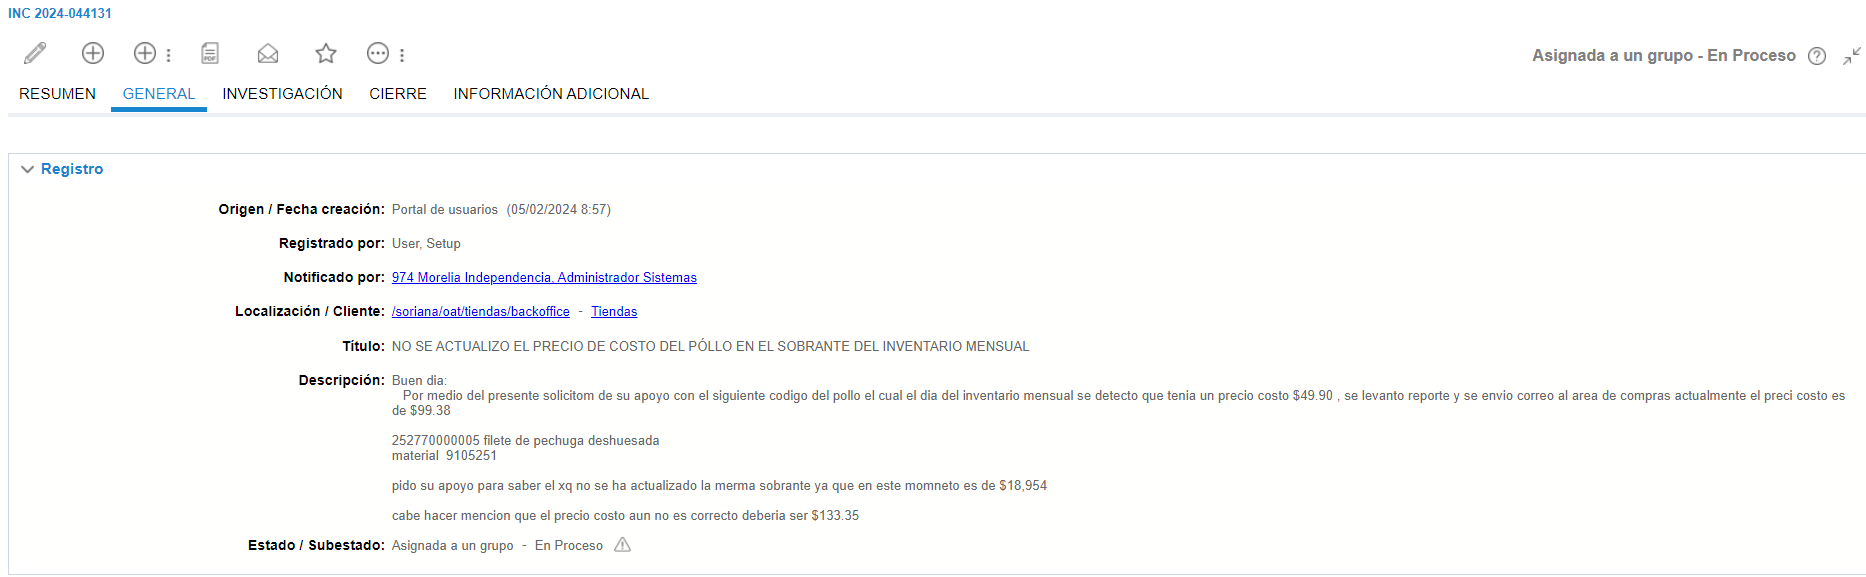 INC 2024-044131
PDF
Asignada a un grupo - En Proceso
RESUMEN GENERAL INVESTIGACIÓN CIERRE INFORMACIÓN ADICIONAL
Registro
Origen / Fecha creación: Portal de usuarios (05/02/2024 8:57)
Registrado por: User, Setup
Notificado por: 974 Morelia Independencia, Administrador Sistemas
Localización / Cliente: /soriana/oat/tiendas/backoffice - Tiendas
Título: NO SE ACTUALIZO EL PRECIO DE COSTO DEL PÓLLO EN EL SOBRANTE DEL INVENTARIO MENSUAL
Descripción: Buen dia:
Por medio del presente solicitom de su apoyo con el siguiente codigo del pollo el cual el dia del inventario mensual se detecto que tenia un precio costo $49.90 , se levanto reporte y se envio correo al area de compras actualmente el preci costo es
de $99.38
252770000005 filete de pechuga deshuesada
material 9105251
pido su apoyo para saber el xq no se ha actualizado la merma sobrante ya que en este momneto es de $18,954
cabe hacer mencion que el precio costo aun no es correcto deberia ser $133.35
Estado / Subestado: Asignada a un grupo - En Proceso